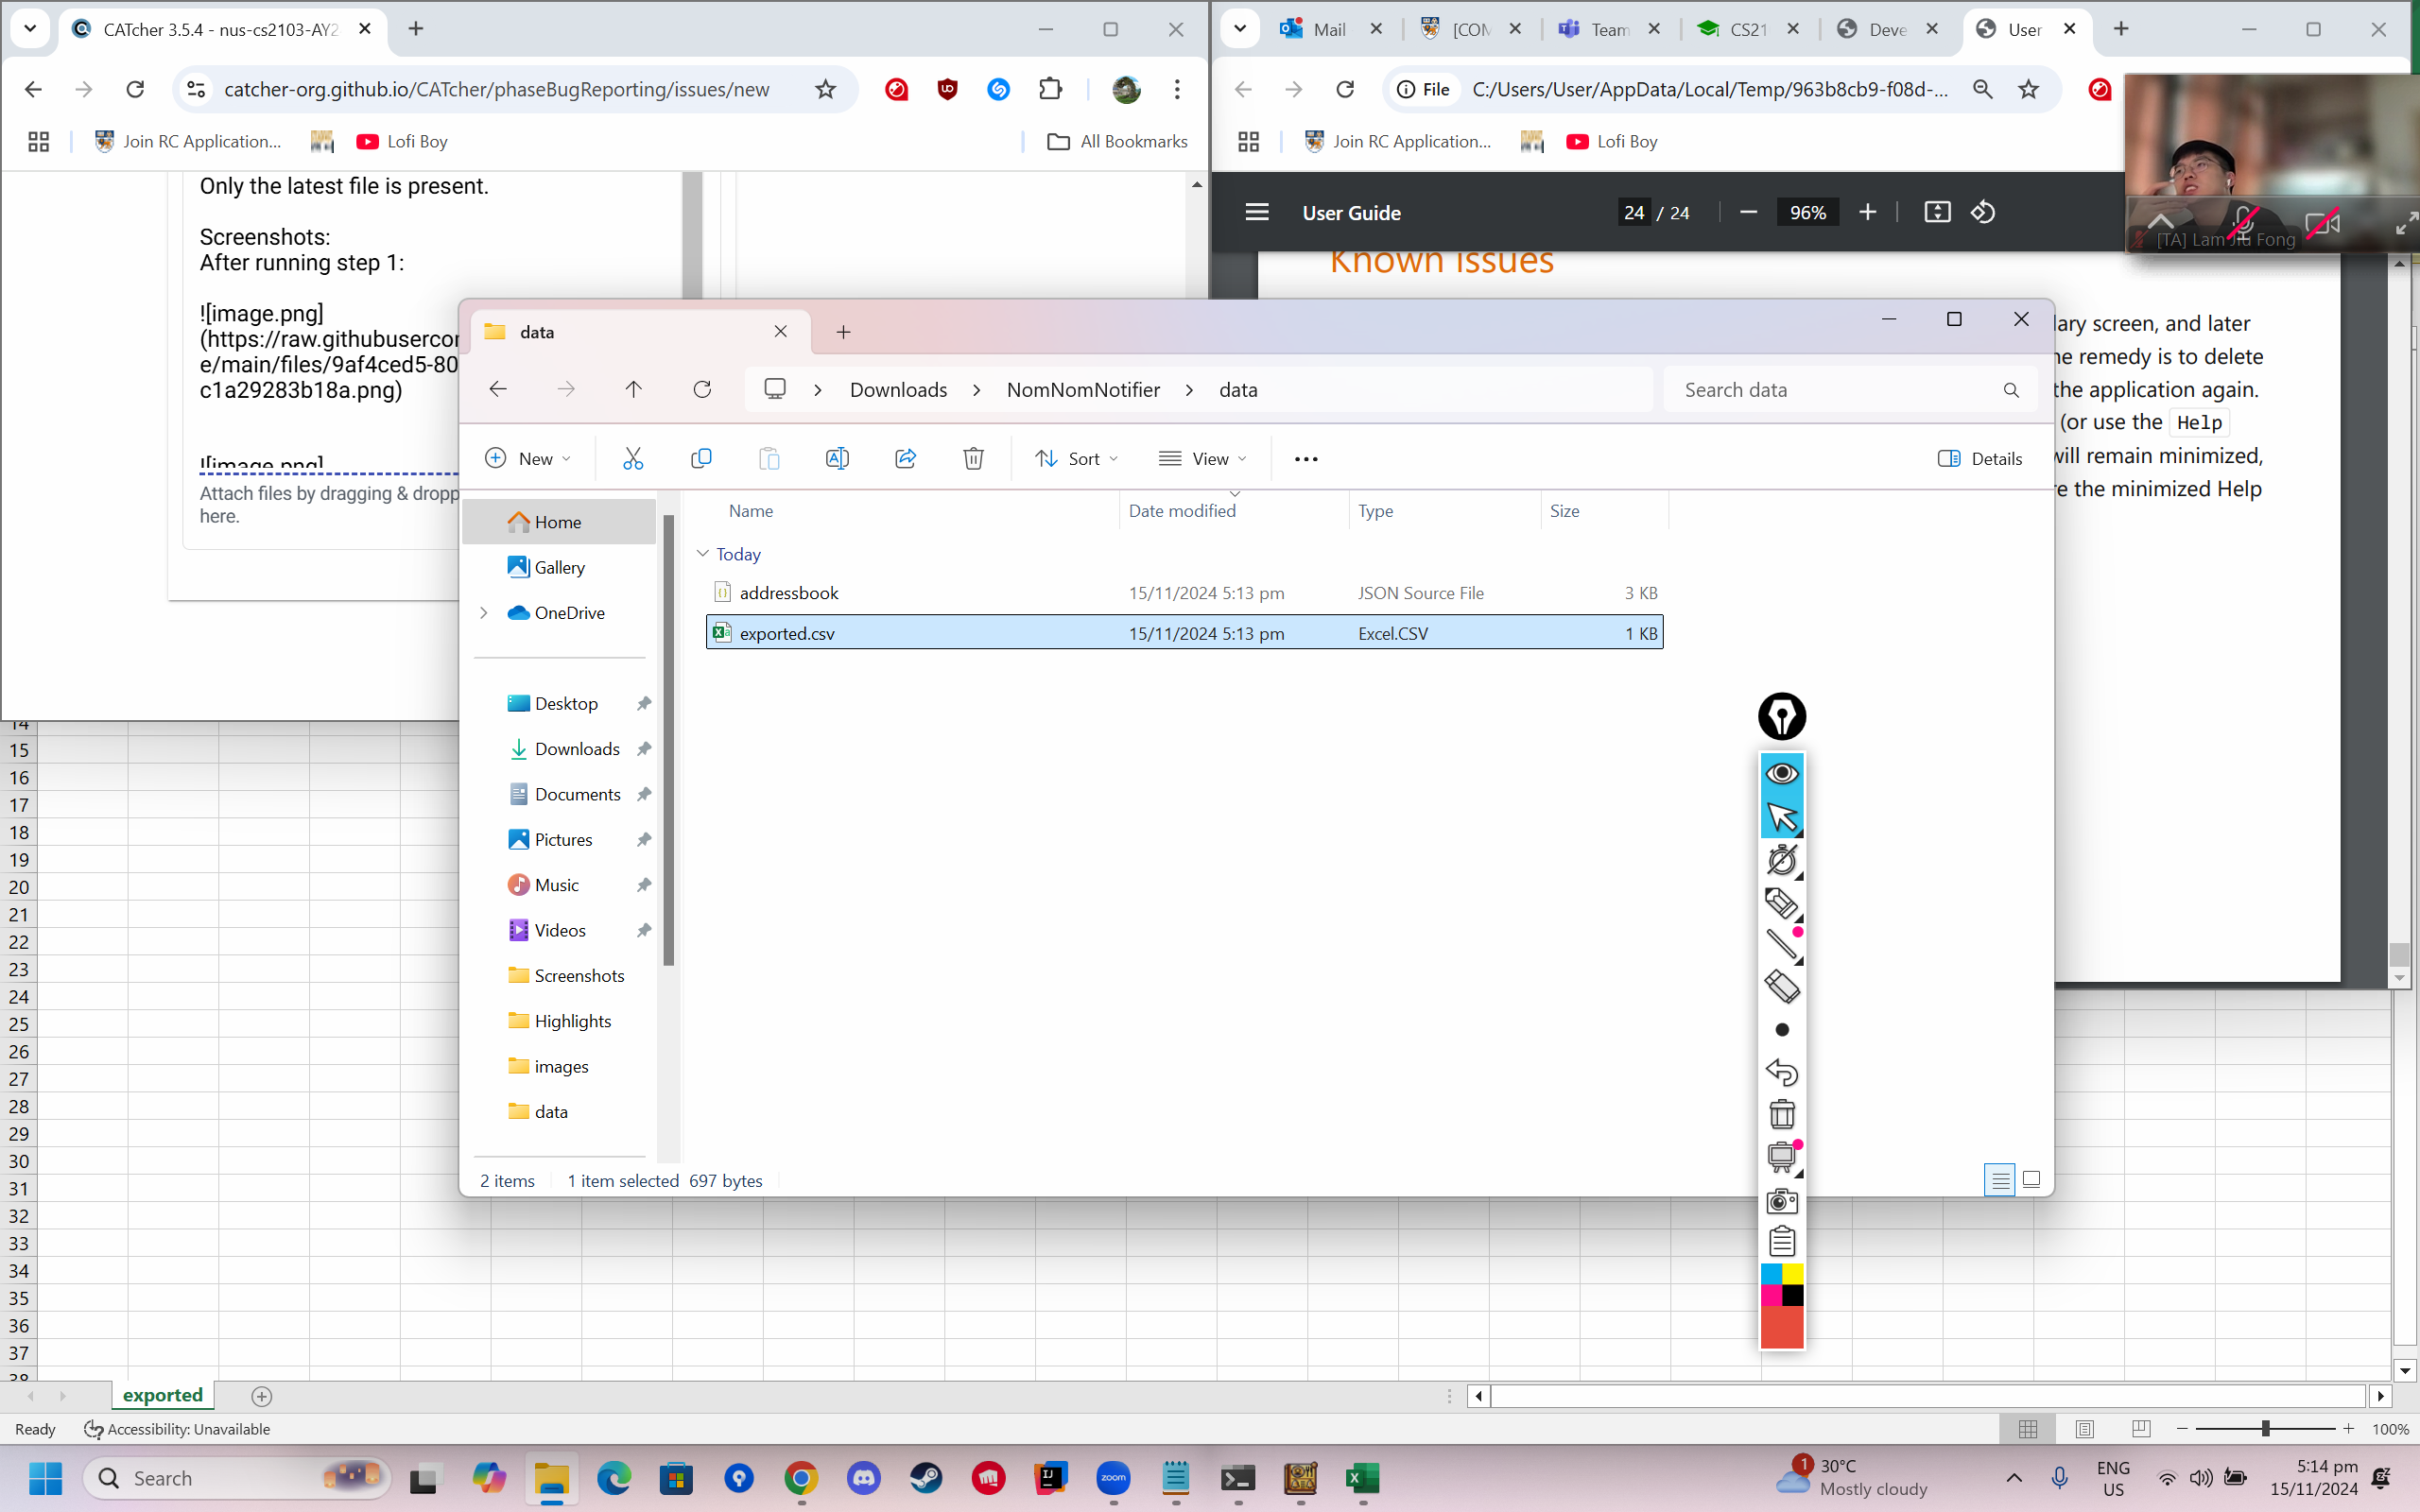 CATcher 3.5.4 - nus-cs2103-AY2
catcher-org.github.io/CATcher/phaseBugReporting/issues/new
Join RC Application...
Lofi Boy
All Bookmarks
Only the latest file is present.
Screenshots:
After running step 1:
![image.png]
(https://raw.githubusercor
e/main/files/9af4ced5-80
c1a29283b18a.png)
![image.png]
Attach files by dragging & dropp
here.
Mail
[COM
Team
CS21
Deve
User
File
C:/Users/User/AppData/Local/Temp/963b8cb9-f08d-...
Join RC Application...
Lofi Boy
User Guide
24 / 24
96%
[TA] Lam Jiu Fong
Known issues
lary screen, and later
ne remedy is to delete
the application again.
(or use the Help
will remain minimized,
re the minimized Help
data
Downloads
NomNomNotifier
data
Search data
New
Sort
View
Details
Home
Gallery
OneDrive
Desktop
Downloads
Documents
Pictures
Music
Videos
Screenshots
Highlights
images
data
Name
Date modified
Type
Size
Today
addressbook
15/11/2024 5:13 pm
JSON Source File
3 KB
exported.csv
15/11/2024 5:13 pm
Excel.CSV
1 KB
2 items
1 item selected 697 bytes
14
15
16
17
18
19
20
21
22
23
24
25
26
27
28
29
30
31
32
33
34
35
36
37
38
exported
Ready
Accessibility: Unavailable
100%
Search
zoom
1
30°C
Mostly cloudy
ENG
US
5:14 pm
15/11/2024